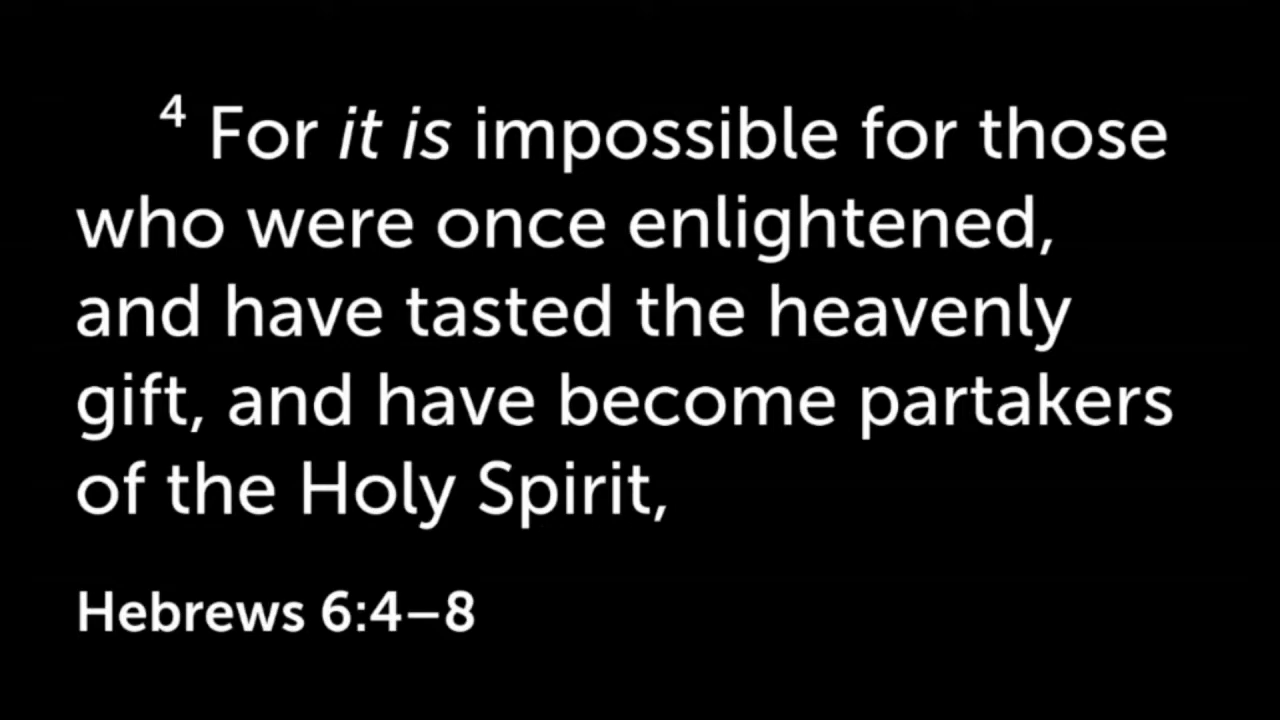 ⁴ For it is impossible for those
who were once enlightened,
and have tasted the heavenly
gift, and have become partakers
of the Holy Spirit,
Hebrews 6:4–8